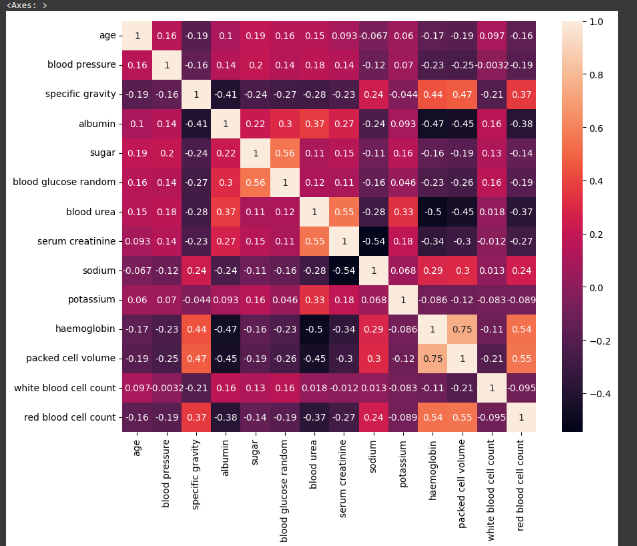 <Axes: >
age 1 0.16 -0.19 0.1 0.19 0.16 0.15 0.093 -0.067 0.06 -0.17 -0.19 0.097 -0.16
blood pressure 0.16 1 -0.16 0.14 0.2 0.14 0.18 0.14 -0.12 0.07 -0.23 -0.25 -0.0032 -0.19
specific gravity -0.19 -0.16 1 -0.41 -0.24 -0.27 -0.28 -0.23 0.24 -0.044 0.44 0.47 -0.21 0.37
albumin 0.1 0.14 -0.41 1 0.22 0.3 0.37 0.27 -0.24 0.093 -0.47 -0.45 0.16 -0.38
sugar 0.19 0.2 -0.24 0.22 1 0.56 0.11 0.15 -0.11 0.16 -0.16 -0.19 0.13 -0.14
blood glucose random 0.16 0.14 -0.27 0.3 0.56 1 0.12 0.11 -0.16 0.046 -0.23 -0.26 0.16 -0.19
blood urea 0.15 0.18 -0.28 0.37 0.11 0.12 1 0.55 -0.28 0.33 -0.5 -0.45 0.018 -0.37
serum creatinine 0.093 0.14 -0.23 0.27 0.15 0.11 0.55 1 -0.54 0.18 -0.34 -0.3 -0.012 -0.27
sodium -0.067 -0.12 0.24 -0.24 -0.11 -0.16 -0.28 -0.54 1 0.068 0.29 0.3 0.013 0.24
potassium 0.06 0.07 -0.044 0.093 0.16 0.046 0.33 0.18 0.068 1 -0.086 -0.12 -0.083 -0.089
haemoglobin -0.17 -0.23 0.44 -0.47 -0.16 -0.23 -0.5 -0.34 0.29 -0.086 1 0.75 -0.11 0.54
packed cell volume -0.19 -0.25 0.47 -0.45 -0.19 -0.26 -0.45 -0.3 0.3 -0.12 0.75 1 -0.21 0.55
white blood cell count 0.097 -0.0032 -0.21 0.16 0.13 0.16 0.018 -0.012 0.013 -0.083 -0.11 -0.21 1 -0.095
red blood cell count -0.16 -0.19 0.37 -0.38 -0.14 -0.19 -0.37 -0.27 0.24 -0.089 0.54 0.55 -0.095 1
age
blood pressure
specific gravity
albumin
sugar
blood glucose random
blood urea
serum creatinine
sodium
potassium
haemoglobin
packed cell volume
white blood cell count
red blood cell count
1.0
0.8
0.6
0.4
0.2
0.0
−0.2
−0.4